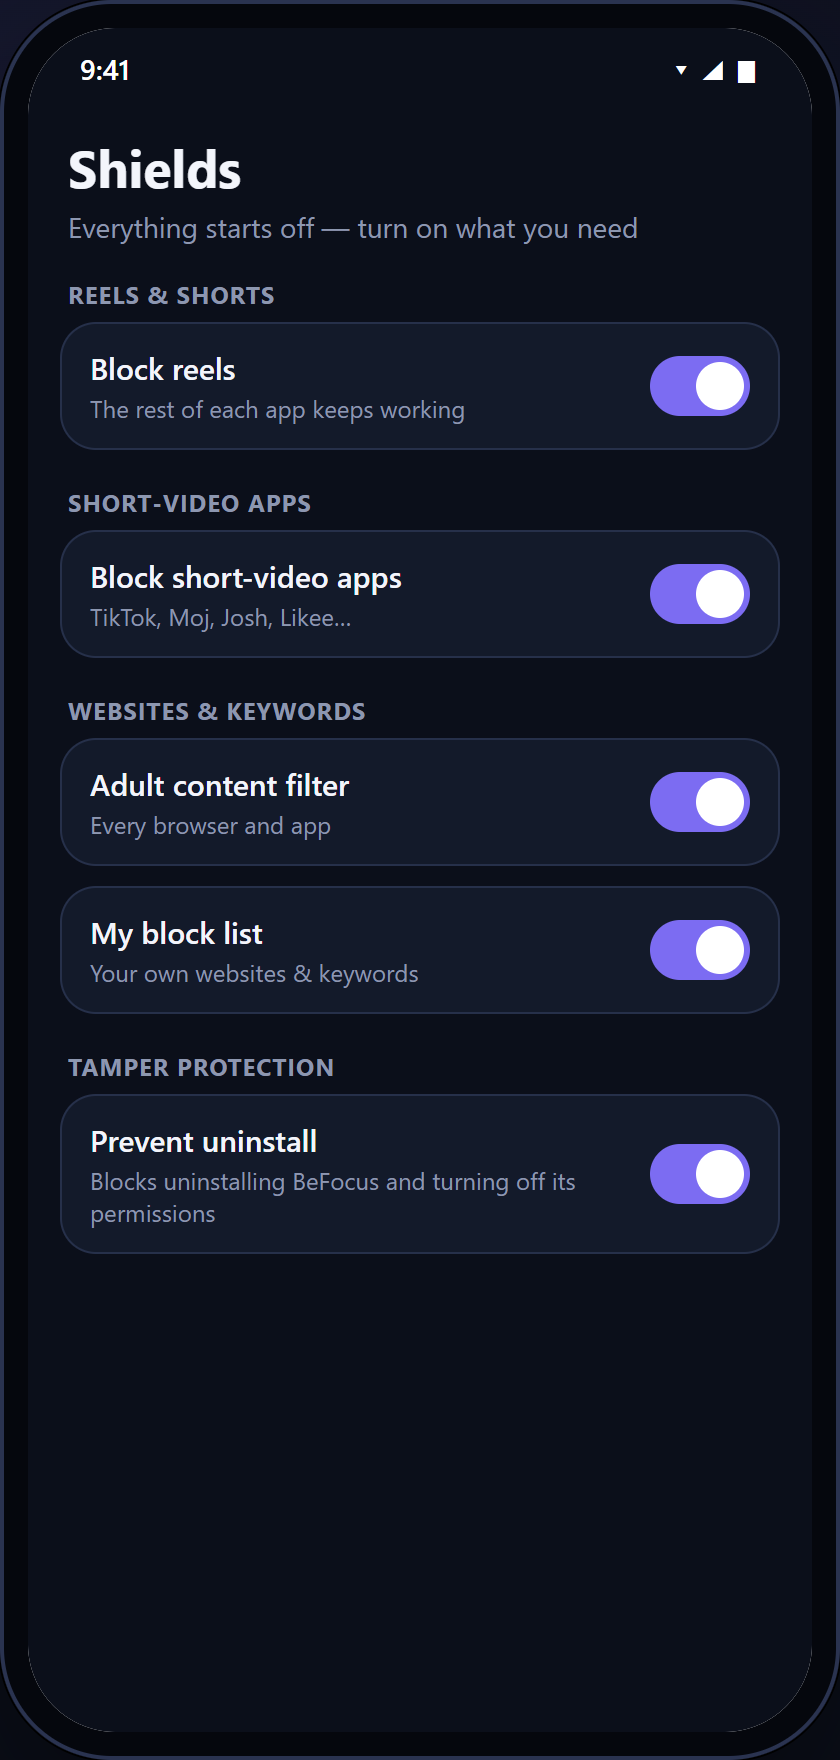 9:41
Shields
Everything starts off — turn on what you need
REELS & SHORTS
Block reels
The rest of each app keeps working
SHORT-VIDEO APPS
Block short-video apps
TikTok, Moj, Josh, Likee...
WEBSITES & KEYWORDS
Adult content filter
Every browser and app
My block list
Your own websites & keywords
TAMPER PROTECTION
Prevent uninstall
Blocks uninstalling BeFocus and turning off its
permissions